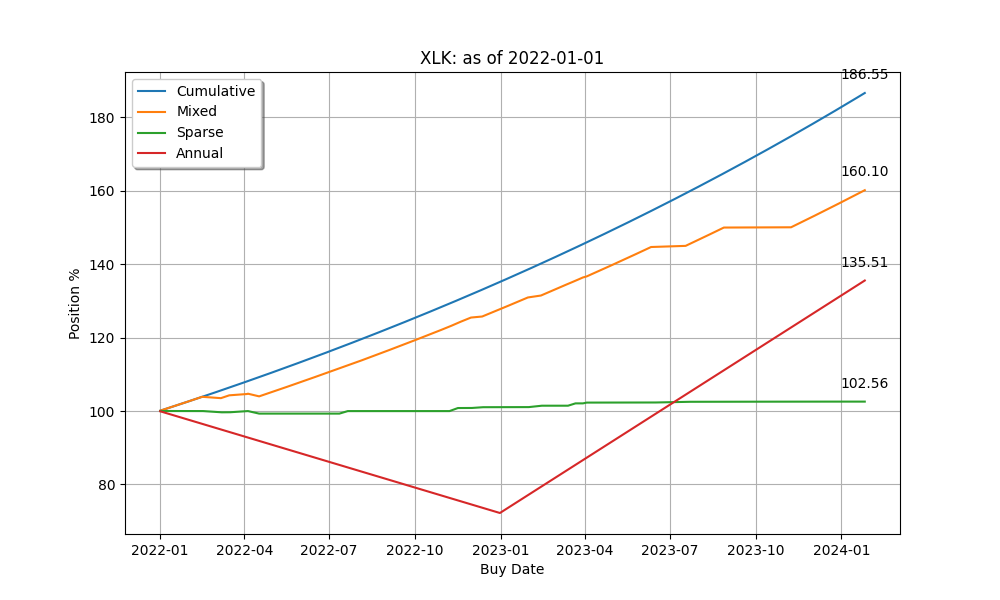 XLK: as of 2022-01-01
186.55
Cumulative
Mixed
Sparse
Annual
180
160.10
160
140
135.51
120
102.56
100
80
Position %
2022-01 2022-04 2022-07 2022-10 2023-01 2023-04 2023-07 2023-10 2024-01
Buy Date